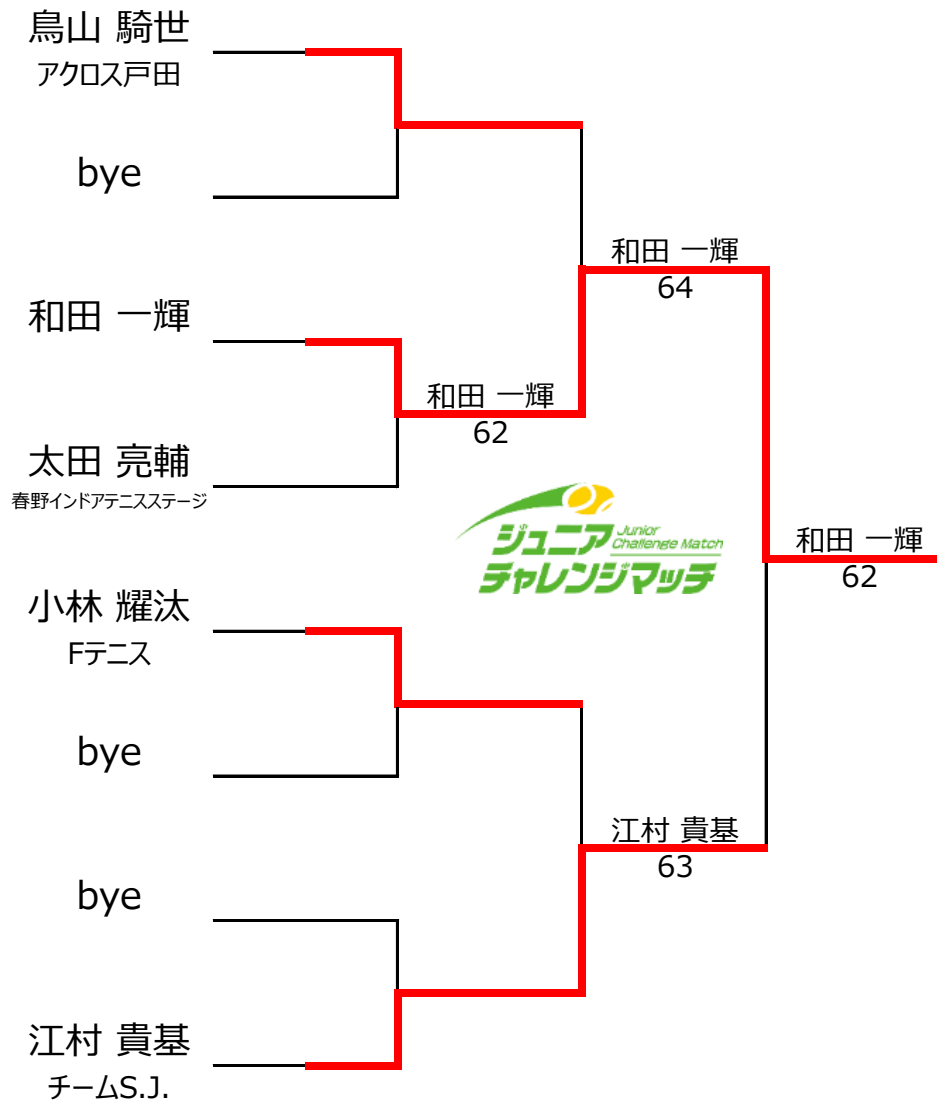 鳥山 騎世
アクロス戸田
bye
和田 一輝
64
和田 一輝
和田 一輝
62
太田 亮輔
春野インドアテニスステージ
ジュニア Junior Challenge Match
チャレンジマッチ
和田 一輝
62
小林 耀汰
Fテニス
bye
江村 貴基
63
bye
江村 貴基
チームS.J.